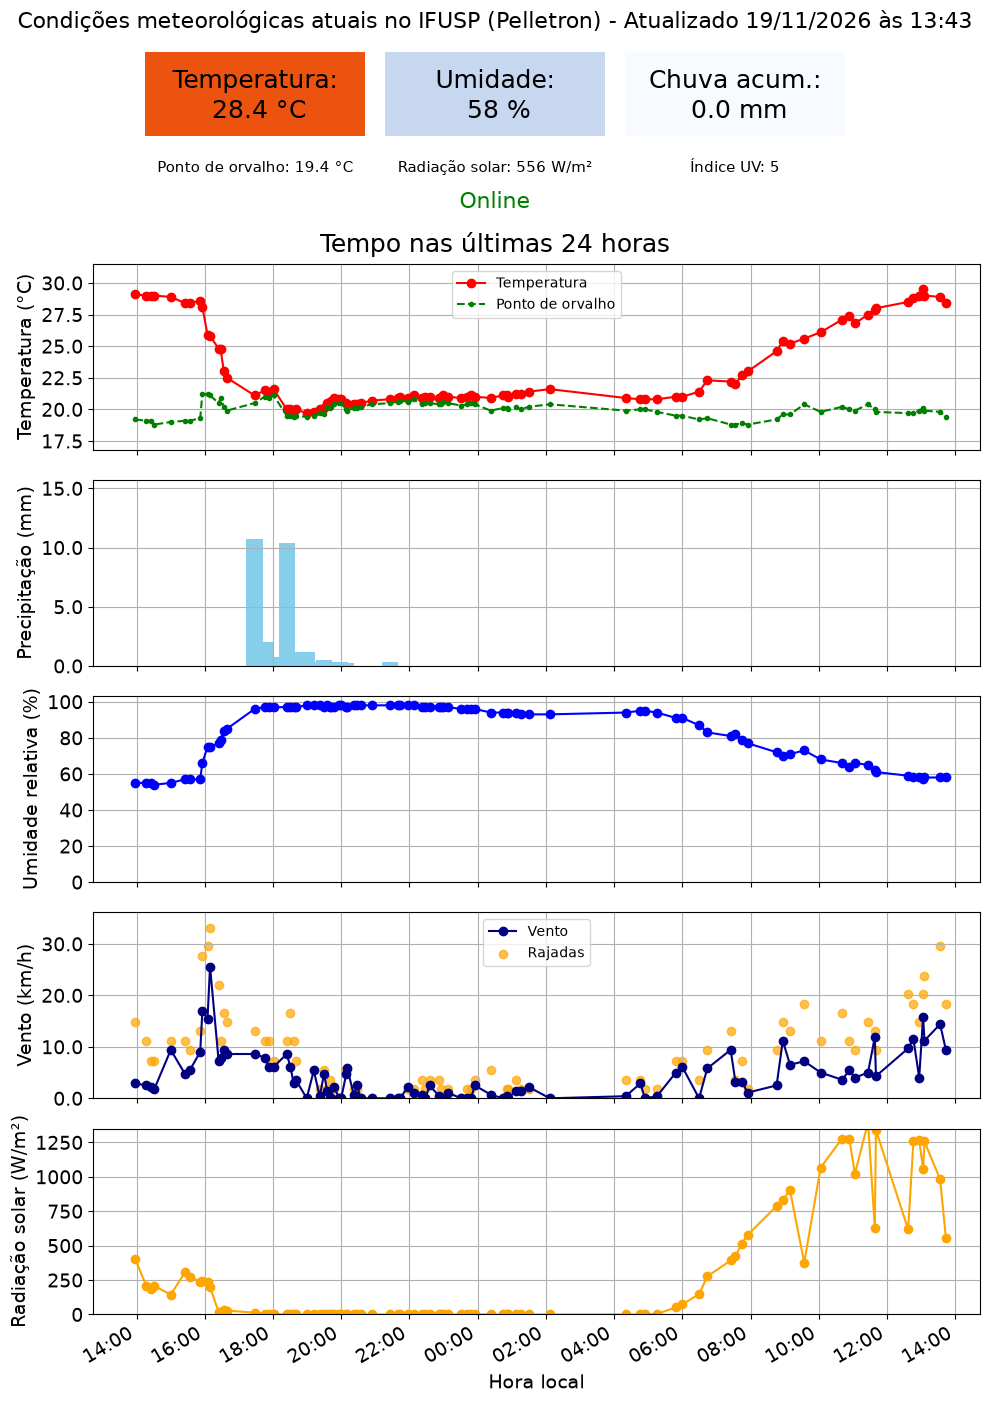 Condições meteorológicas atuais no IFUSP (Pelletron) - Atualizado 19/11/2026 às 13:43
Temperatura:
28.4 °C
Umidade:
58 %
Chuva acum.:
0.0 mm
Ponto de orvalho: 19.4 °C
Radiação solar: 556 W/m²
Índice UV: 5
Online
Tempo nas últimas 24 horas
Temperatura (°C)
30.0
27.5
25.0
22.5
20.0
17.5
Temperatura
Ponto de orvalho
Precipitação (mm)
15.0
10.0
5.0
0.0
Umidade relativa (%)
100
80
60
40
20
0
Vento (km/h)
30.0
20.0
10.0
0.0
Vento
Rajadas
Radiação solar (W/m²)
1250
1000
750
500
250
0
14:00
16:00
18:00
20:00
22:00
00:00
02:00
04:00
06:00
08:00
10:00
12:00
14:00
Hora local